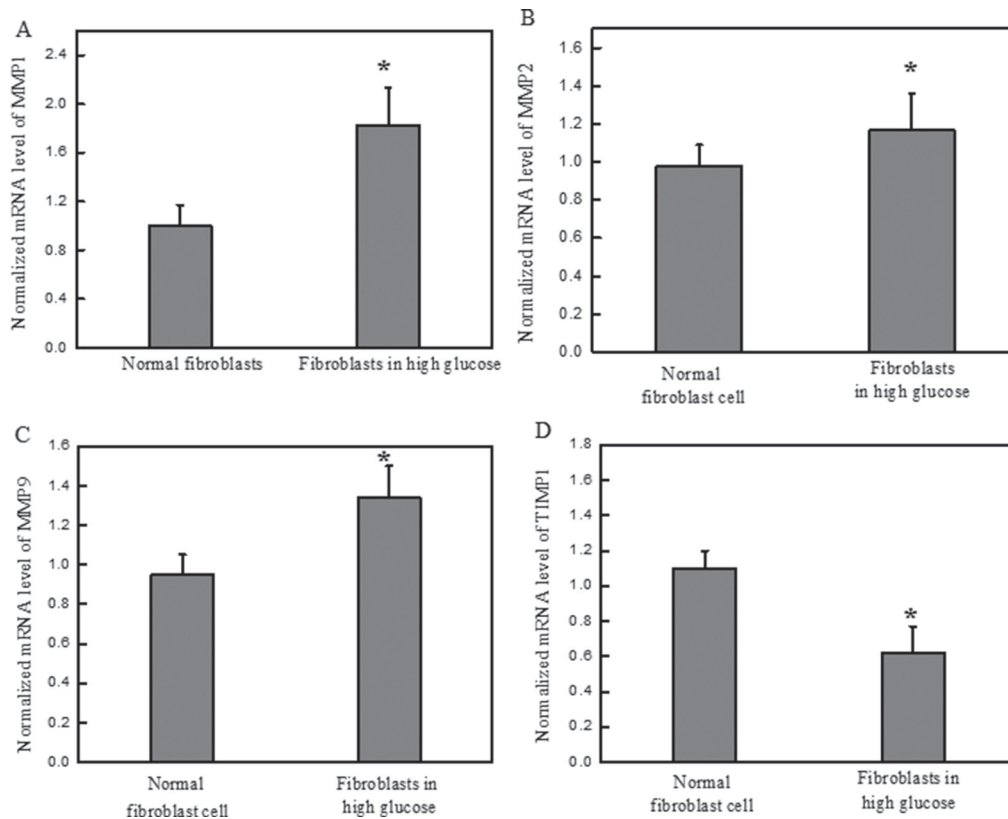 A
Normalized mRNA level of MMP1
2.4
2.0
1.6
1.2
0.8
0.4
0.0
*
Normal fibroblasts
Fibroblasts in high glucose
B
Normalized mRNA level of MMP2
1.6
1.4
1.2
1.0
0.8
0.6
0.4
0.2
0.0
*
Normal
fibroblast cell
Fibroblasts
in high glucose
C
Normalized mRNA level of MMP9
1.6
1.4
1.2
1.0
0.8
0.6
0.4
0.2
0.0
*
Normal
fibroblast cell
Fibroblasts in
high glucose
D
Normalized mRNA level of TIMP1
1.8
1.6
1.4
1.2
1.0
0.8
0.6
0.4
0.2
0.0
*
Normal
fibroblast cell
Fibroblasts in
high glucose